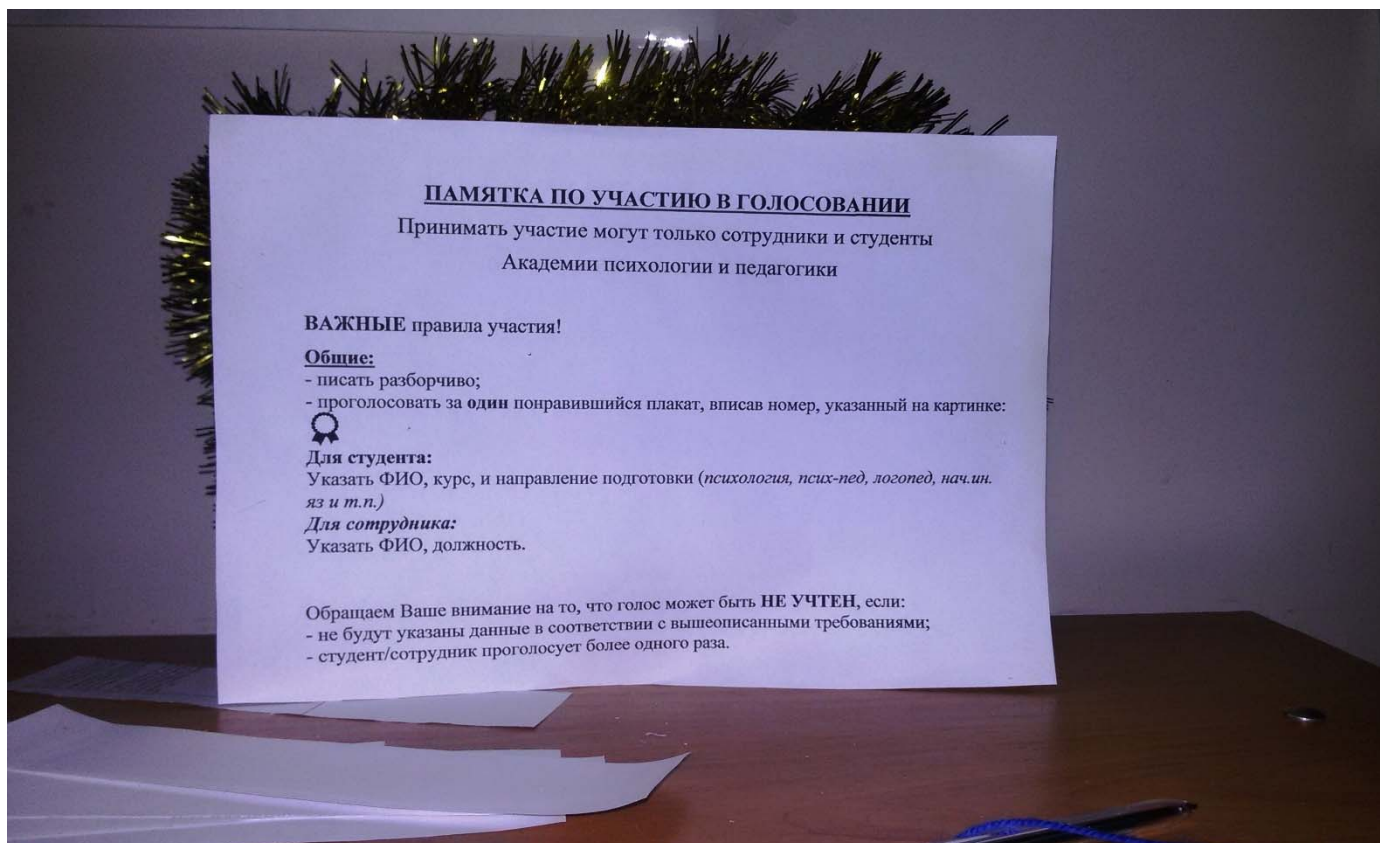 ПАМЯТКА ПО УЧАСТИЮ В ГОЛОСОВАНИИ
Принимать участие могут только сотрудники и студенты
Академии психологии и педагогики
ВАЖНЫЕ правила участия!
Общие:
- писать разборчиво;
- проголосовать за один понравившийся плакат, вписав номер, указанный на картинке:
Для студента:
Указать ФИО, курс, и направление подготовки (психология, псих-пед, логопед, нач.ин.
яз и т.п.)
Для сотрудника:
Указать ФИО, должность.
Обращаем Ваше внимание на то, что голос может быть НЕ УЧТЕН, если:
- не будут указаны данные в соответствии с вышеописанными требованиями;
- студент/сотрудник проголосует более одного раза.